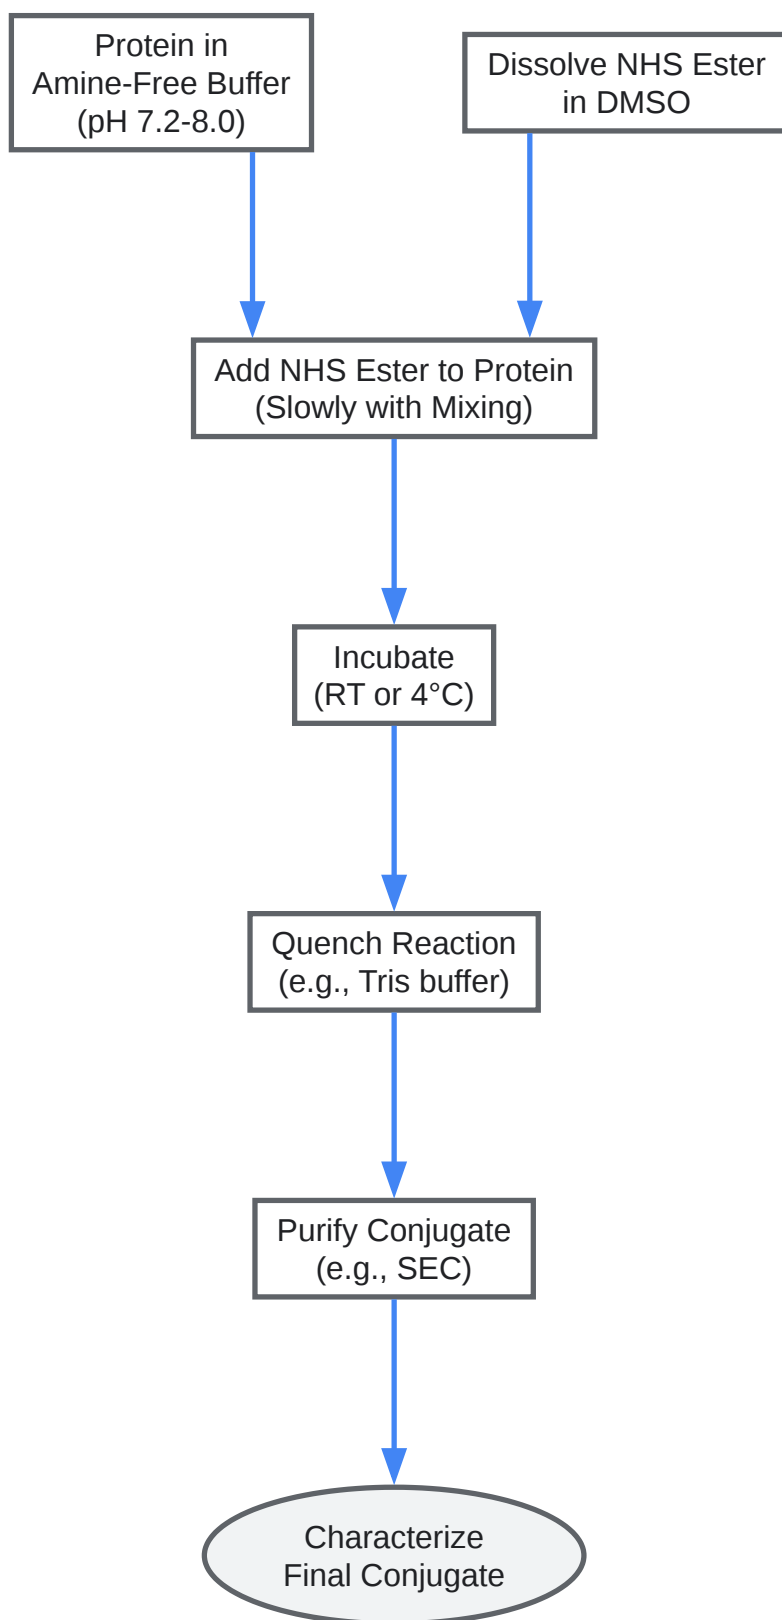 Protein in
Amine-Free Buffer
(pH 7.2-8.0)
Dissolve NHS Ester
in DMSO
Add NHS Ester to Protein
(Slowly with Mixing)
Incubate
(RT or 4°C)
Quench Reaction
(e.g., Tris buffer)
Purify Conjugate
(e.g., SEC)
Characterize
Final Conjugate